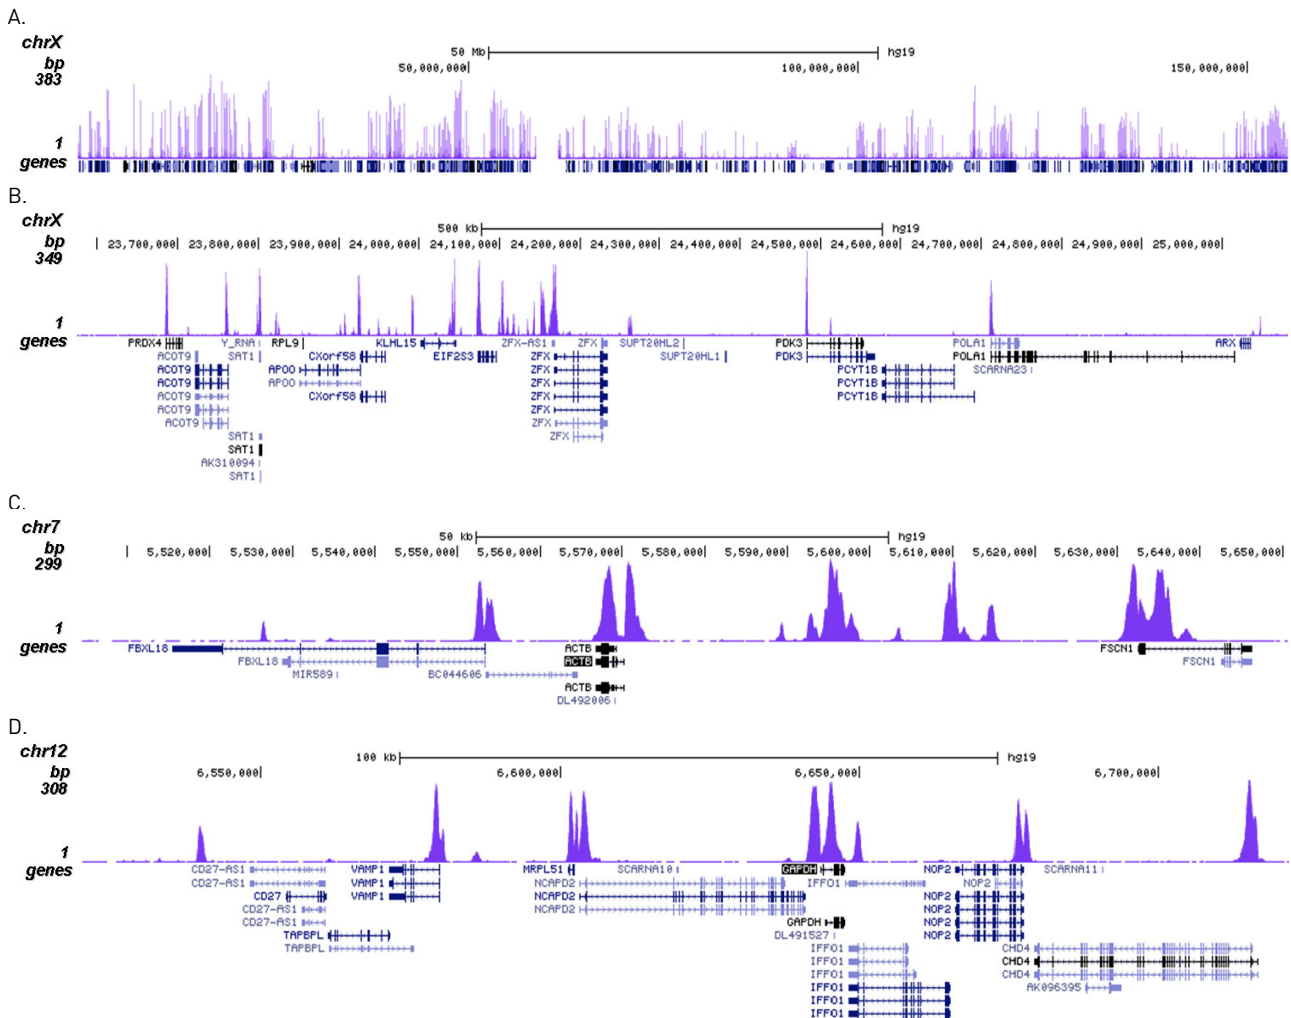 A.
chrX
50 Mb hg19
bp 50,000,000 100,000,000 150,000,000
383
1
genes
B.
chrX
500 kb hg19
bp 23,700,000 23,800,000 23,900,000 24,000,000 24,100,000 24,200,000 24,300,000 24,400,000 24,500,000 24,600,000 24,700,000 24,800,000 24,900,000 25,000,000
349
1
genes
PRDX4 Y_RNA RPL9 KLHL15 ZFX-AS1 ZFX SUPT20HL2 PDK3 POLA1 ARX
ACOT9 SAT1 CXorf58 EIF2S3 ZFX SUPT20HL1 PDK3 POLA1
ACOT9 APOO ZFX PCYT1B SCARNA23
ACOT9 APOO ZFX PCYT1B
ACOT9 CXorf58 ZFX PCYT1B
ACOT9 ZFX
SAT1 ZFX
SAT1
AK310094
SAT1
C.
chr7
50 kb hg19
bp 5,520,000 5,530,000 5,540,000 5,550,000 5,560,000 5,570,000 5,580,000 5,590,000 5,600,000 5,610,000 5,620,000 5,630,000 5,640,000 5,650,000
299
1
genes
FBXL18 ACTB FSCN1
FBXL18 ACTB FSCN1
MIR589 BC044606
ACTB
DL492006
D.
chr12
100 kb hg19
bp 6,550,000 6,600,000 6,650,000 6,700,000
308
1
genes
CD27-AS1 VAMP1 MRPL51 SCARNA10 GAPDH NOP2 SCARNA11
CD27-AS1 VAMP1 NCAPD2 IFFO1 NOP2 NOP2
CD27 VAMP1 NCAPD2 NOP2
CD27-AS1 NCAPD2 NOP2
CD27-AS1 GAPDH NOP2
TAPBPL DL491527 NOP2
TAPBPL IFFO1 CHD4
IFFO1 CHD4
IFFO1 CHD4
IFFO1 AK096395
IFFO1
IFFO1